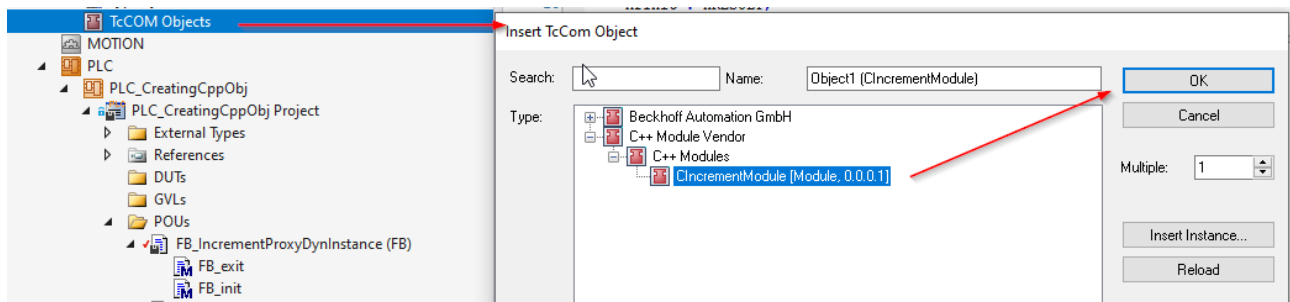 TcCOM Objects
MOTION
PLC
PLC_CreatingCppObj
PLC_CreatingCppObj Project
External Types
References
DUTs
GVLs
POUs
FB_IncrementProxyDynInstance (FB)
FB_exit
FB_init
Insert TcCom Object
Search:
Name: Object1 (CIncrementModule)
OK
Type:
Beckhoff Automation GmbH
Cancel
C++ Module Vendor
C++ Modules
CIncrementModule [Module, 0.0.0.1]
Multiple: 1
Insert Instance...
Reload